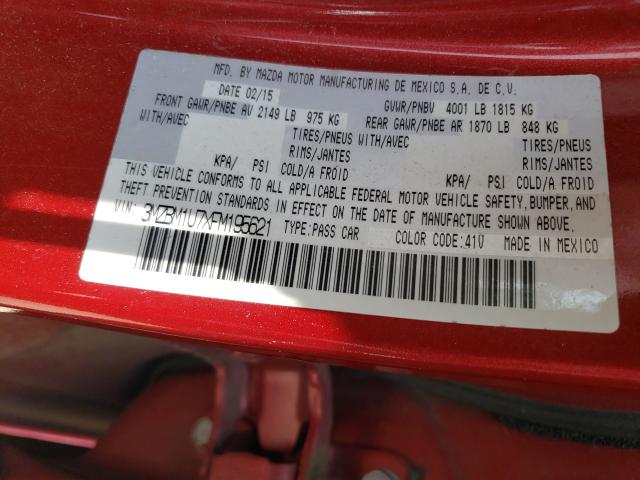 MFD. BY MAZDA MOTOR MANUFACTURING DE MEXICO S.A. DE C.V.
DATE 02/15 GVWR/PNBV 4001 LB 1815 KG
FRONT GAWR/PNBE AV 2149 LB 975 KG REAR GAWR/PNBE AR 1870 LB 848 KG
WITH/AVEC TIRES/PNEUS WITH/AVEC TIRES/PNEUS
RIMS/JANTES RIMS/JANTES
KPA/ PSI COLD/A FROID KPA/ PSI COLD/A FROID
THIS VEHICLE CONFORMS TO ALL APPLICABLE FEDERAL MOTOR VEHICLE SAFETY, BUMPER, AND
THEFT PREVENTION STANDARDS IN EFFECT ON THE DATE OF MANUFACTURE SHOWN ABOVE.
VIN: 3MZBM1U7XFM195621 TYPE:PASS CAR COLOR CODE:41V MADE IN MEXICO